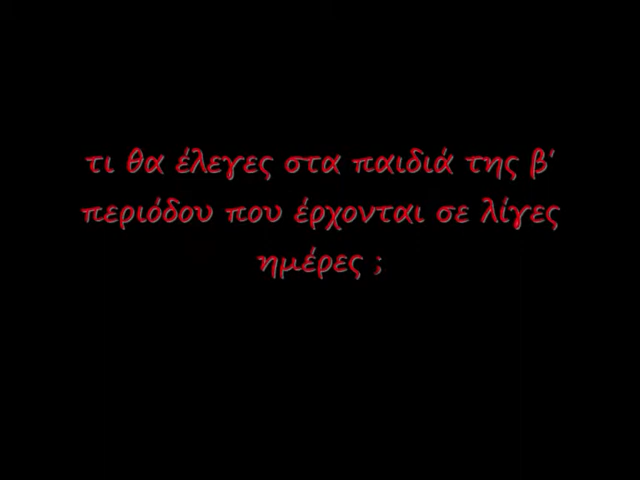 τι θα έλεγες στα παιδιά της β'
περιόδου που έρχονται σε λίγες
ημέρες ;